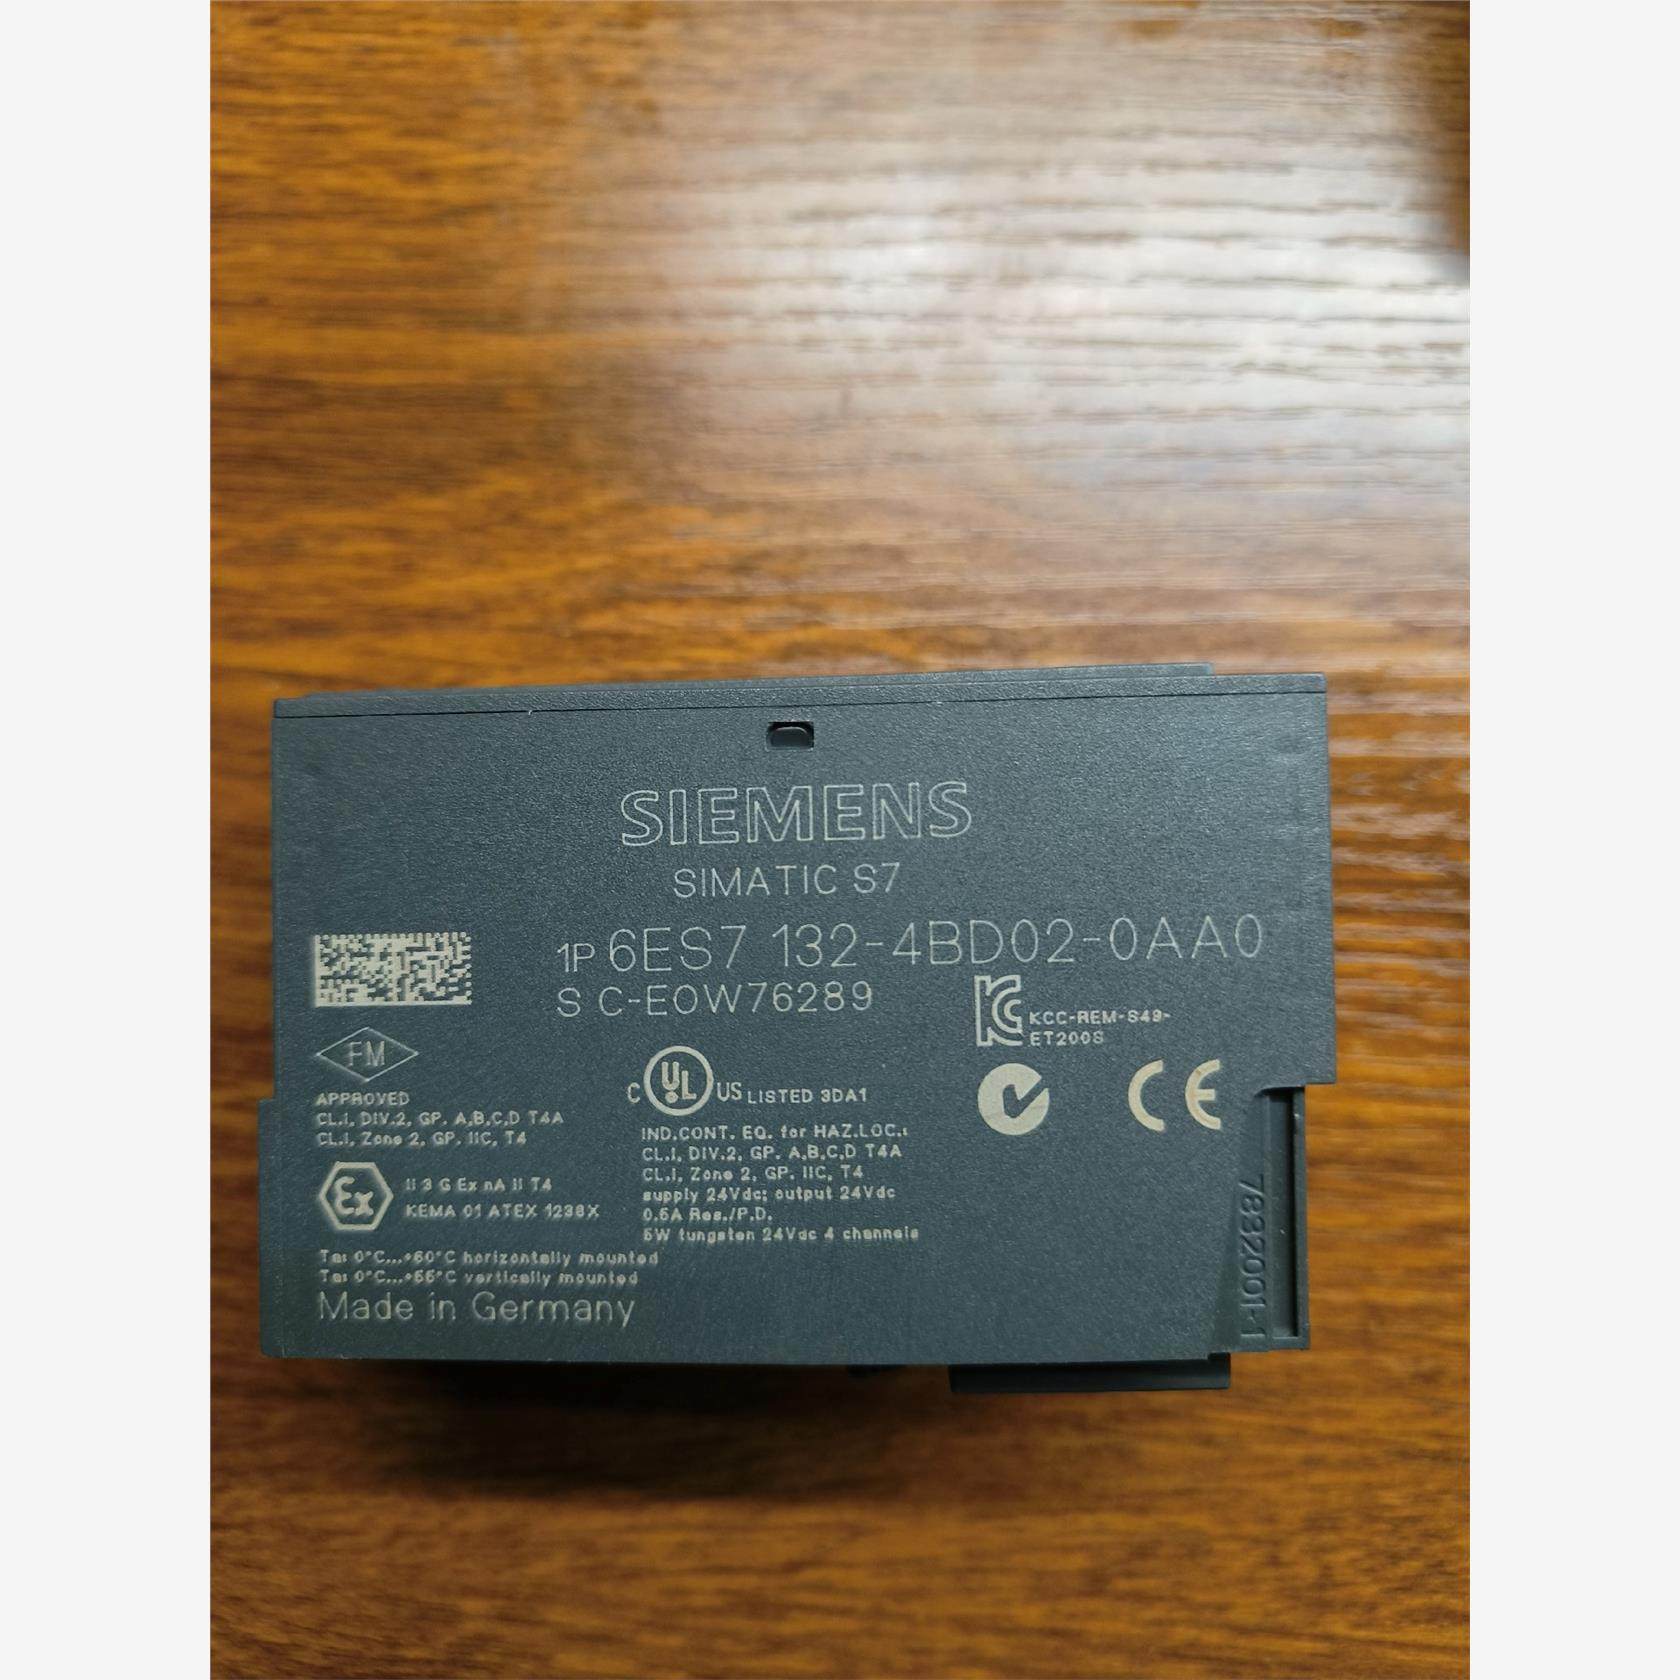 SIEMENS
SIMATIC S7
1P 6ES7 132-4BD02-0AA0
S C-E0W76289
KCC-REM-S49-
ET200S
FM
APPROVED
CL.I, DIV.2, GP. A,B,C,D T4A
CL.I, Zone 2, GP. IIC, T4
C UL US LISTED 3DA1
IND.CONT. EQ. for HAZ.LOC.:
CL.I, DIV.2, GP. A,B,C,D T4A
CL.I, Zone 2, GP. IIC, T4
supply 24Vdc; output 24Vdc
0.5A Res./P.D.
5W tungsten 24Vdc 4 channels
CE
Ex
II 3 G Ex nA II T4
KEMA 01 ATEX 1238X
Ta: 0°C...+60°C horizontally mounted
Ta: 0°C...+55°C vertically mounted
Made in Germany
7832001-1